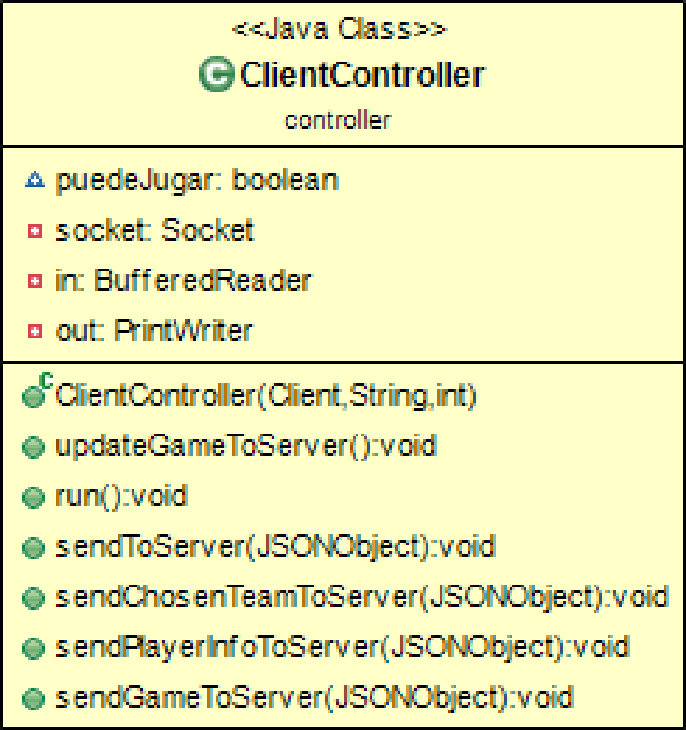 <<Java Class>>
C ClientController
controller
puedeJugar: boolean
socket: Socket
in: BufferedReader
out: PrintWriter
C ClientController(Client,String,int)
updateGameToServer():void
run():void
sendToServer(JSONObject):void
sendChosenTeamToServer(JSONObject):void
sendPlayerInfoToServer(JSONObject):void
sendGameToServer(JSONObject):void